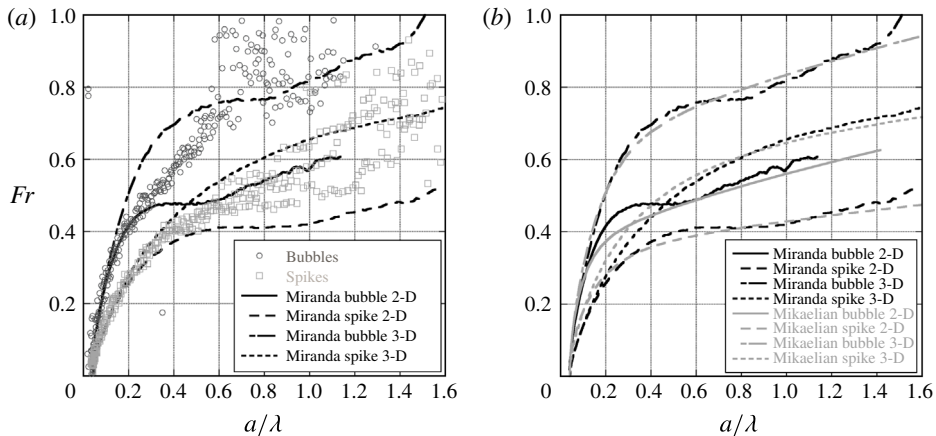 (a)
1.0
0.8
0.6
Fr
0.4
0.2
0
0.2
0.4
0.6
0.8
1.0
1.2
1.4
1.6
a/λ
Bubbles
Spikes
Miranda bubble 2-D
Miranda spike 2-D
Miranda bubble 3-D
Miranda spike 3-D
(b)
1.0
0.8
0.6
0.4
0.2
0
0.2
0.4
0.6
0.8
1.0
1.2
1.4
1.6
a/λ
Miranda bubble 2-D
Miranda spike 2-D
Miranda bubble 3-D
Miranda spike 3-D
Mikaelian bubble 2-D
Mikaelian spike 2-D
Mikaelian bubble 3-D
Mikaelian spike 3-D